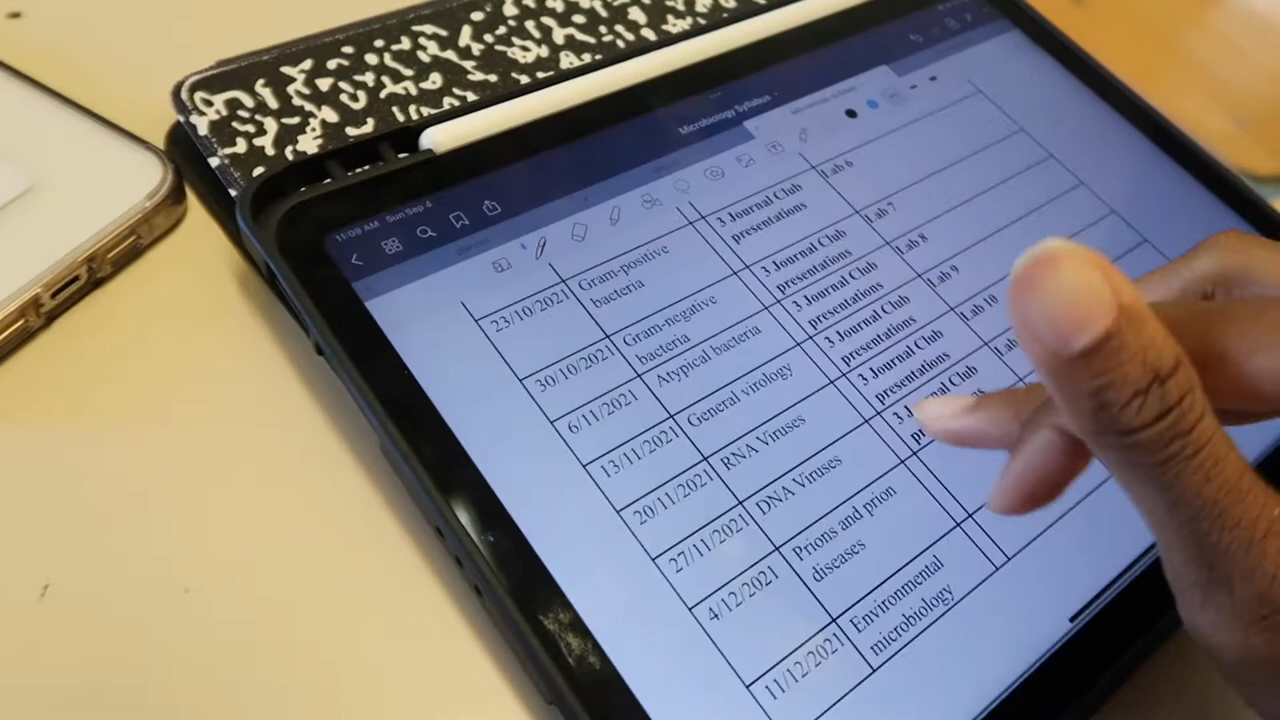 11:09 AM Sun Sep 4
Microbiology Syllabus
3 Journal Club
presentations
Lab 6
23/10/2021
Gram-positive
bacteria
3 Journal Club
presentations
Lab 7
30/10/2021
Gram-negative
bacteria
3 Journal Club
presentations
Lab 8
6/11/2021
Atypical bacteria
3 Journal Club
presentations
Lab 9
13/11/2021
General virology
3 Journal Club
presentations
Lab 10
20/11/2021
RNA Viruses
Club
Lab
27/11/2021
DNA Viruses
4/12/2021
Prions and prion
diseases
11/12/2021
Environmental
microbiology